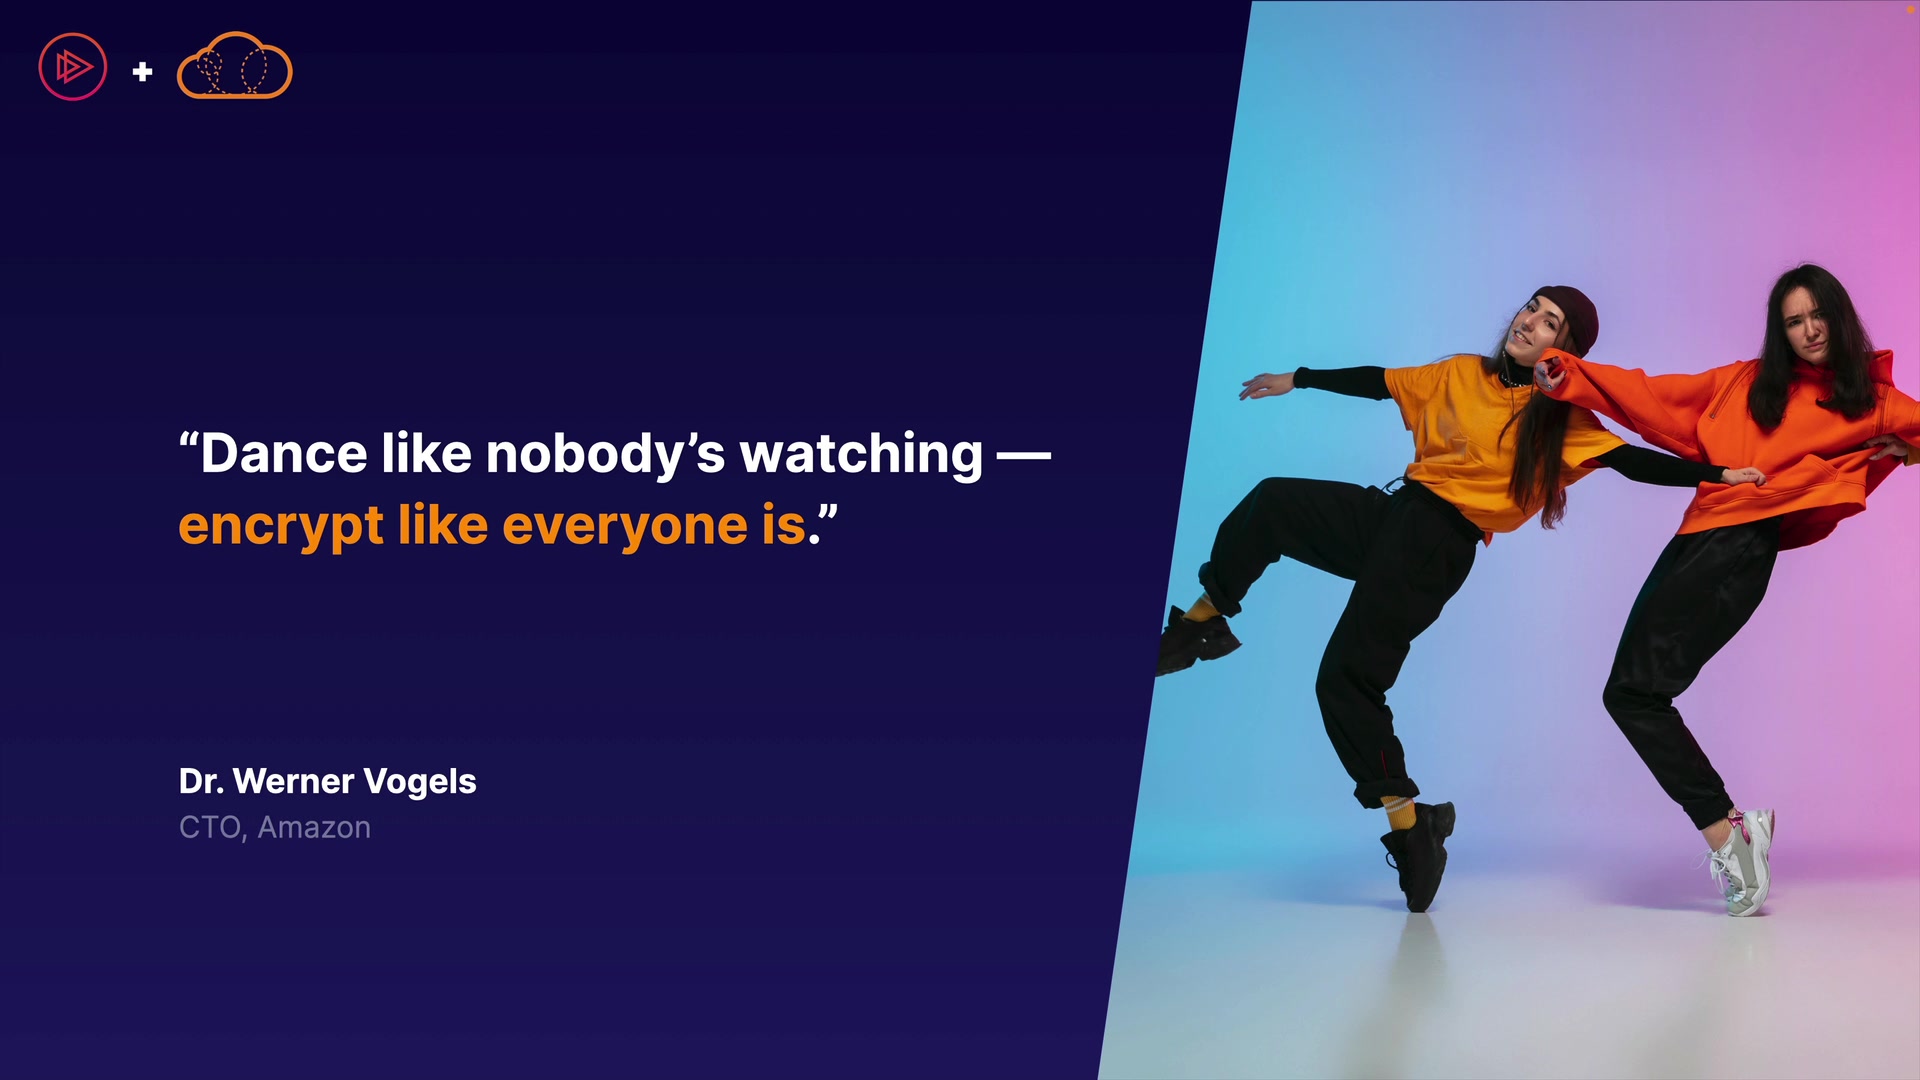 “Dance like nobody’s watching —
encrypt like everyone is.”
Dr. Werner Vogels
CTO, Amazon